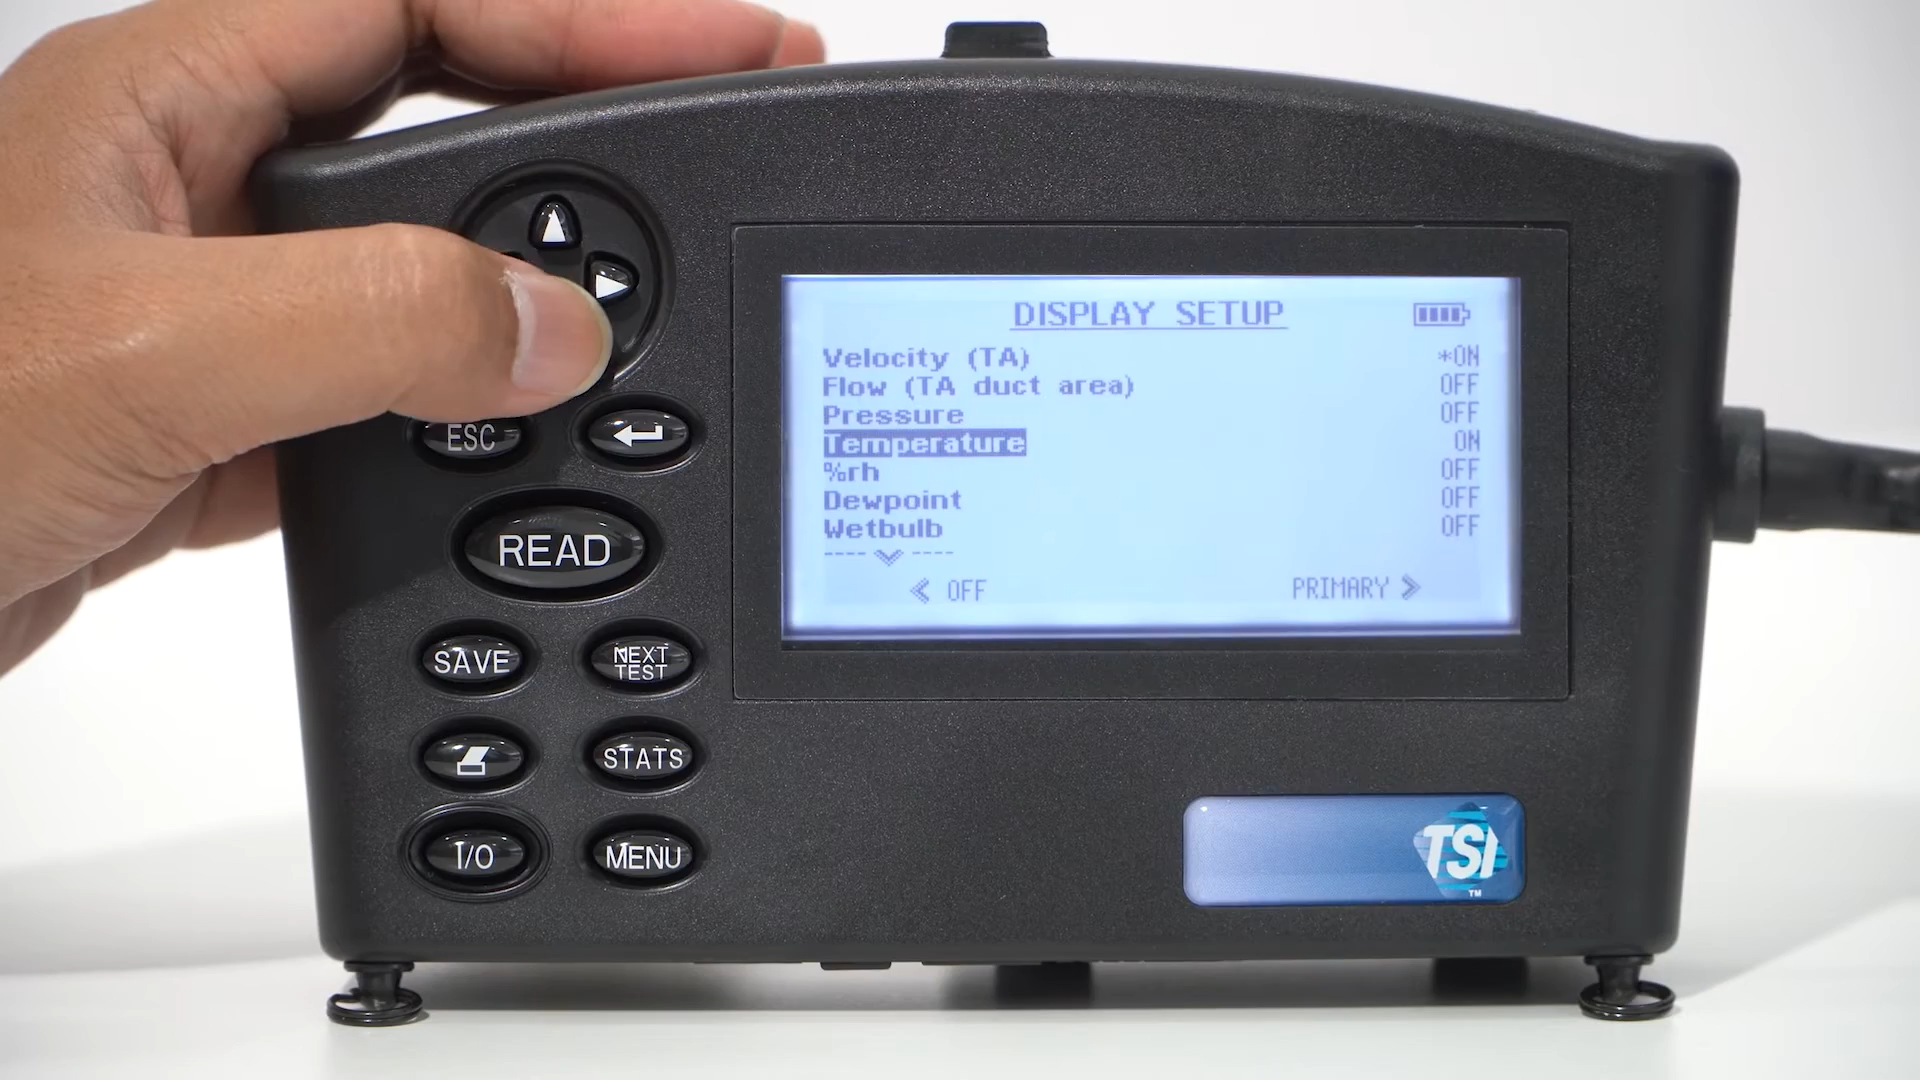 DISPLAY SETUP
Velocity (TA) *ON
Flow (TA duct area) OFF
Pressure OFF
Temperature ON
%rh OFF
Dewpoint OFF
Wetbulb OFF
OFF PRIMARY
ESC
READ
SAVE
NEXT
TEST
STATS
I/O
MENU
TSI
TM